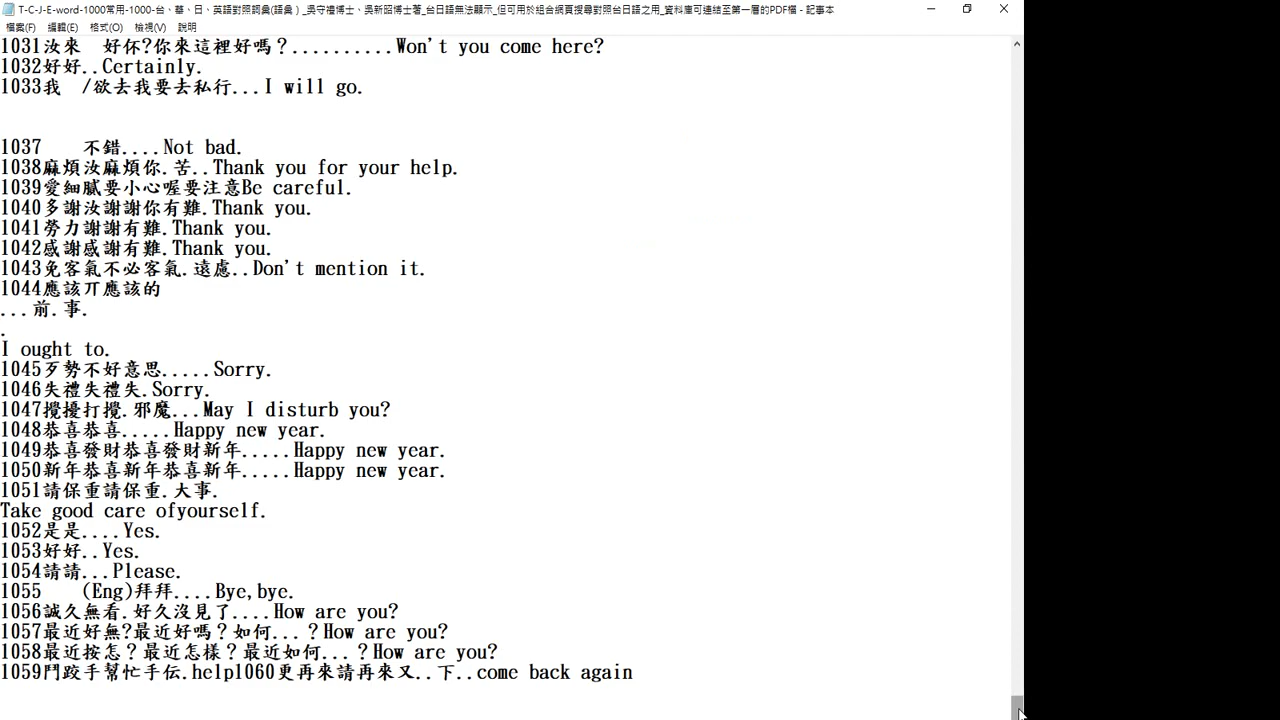 T-C-J-E-word-1000常用-1000-台、華、日、英語對照詞彙(語彙）_吳守禮博士、吳新昭博士著_台日語無法顯示_但可用於組合網頁搜尋對照台日語之用_資料庫可連結至第一層的PDF檔 - 記事本
檔案(F) 編輯(E) 格式(O) 檢視(V) 說明
1031汝來　好伓?你來這裡好嗎？..........Won't you come here?
1032好好..Certainly.
1033我　/欲去我要去私行...I will go.
1037　　不錯....Not bad.
1038麻煩汝麻煩你.苦..Thank you for your help.
1039愛細膩要小心喔要注意Be careful.
1040多謝汝謝謝你有難.Thank you.
1041勞力謝謝有難.Thank you.
1042感謝感謝有難.Thank you.
1043免客氣不必客氣.遠慮..Don't mention it.
1044應該丌應該的
...前.事.
.
I ought to.
1045歹勢不好意思.....Sorry.
1046失禮失禮失.Sorry.
1047攪擾打攪.邪魔...May I disturb you?
1048恭喜恭喜.....Happy new year.
1049恭喜發財恭喜發財新年.....Happy new year.
1050新年恭喜新年恭喜新年.....Happy new year.
1051請保重請保重.大事.
Take good care ofyourself.
1052是是....Yes.
1053好好..Yes.
1054請請...Please.
1055　　(Eng)拜拜....Bye,bye.
1056誠久無看.好久沒見了....How are you?
1057最近好無?最近好嗎？如何...？How are you?
1058最近按怎？最近怎樣？最近如何...？How are you?
1059鬥跤手幫忙手伝.help1060更再來請再來又..下..come back again